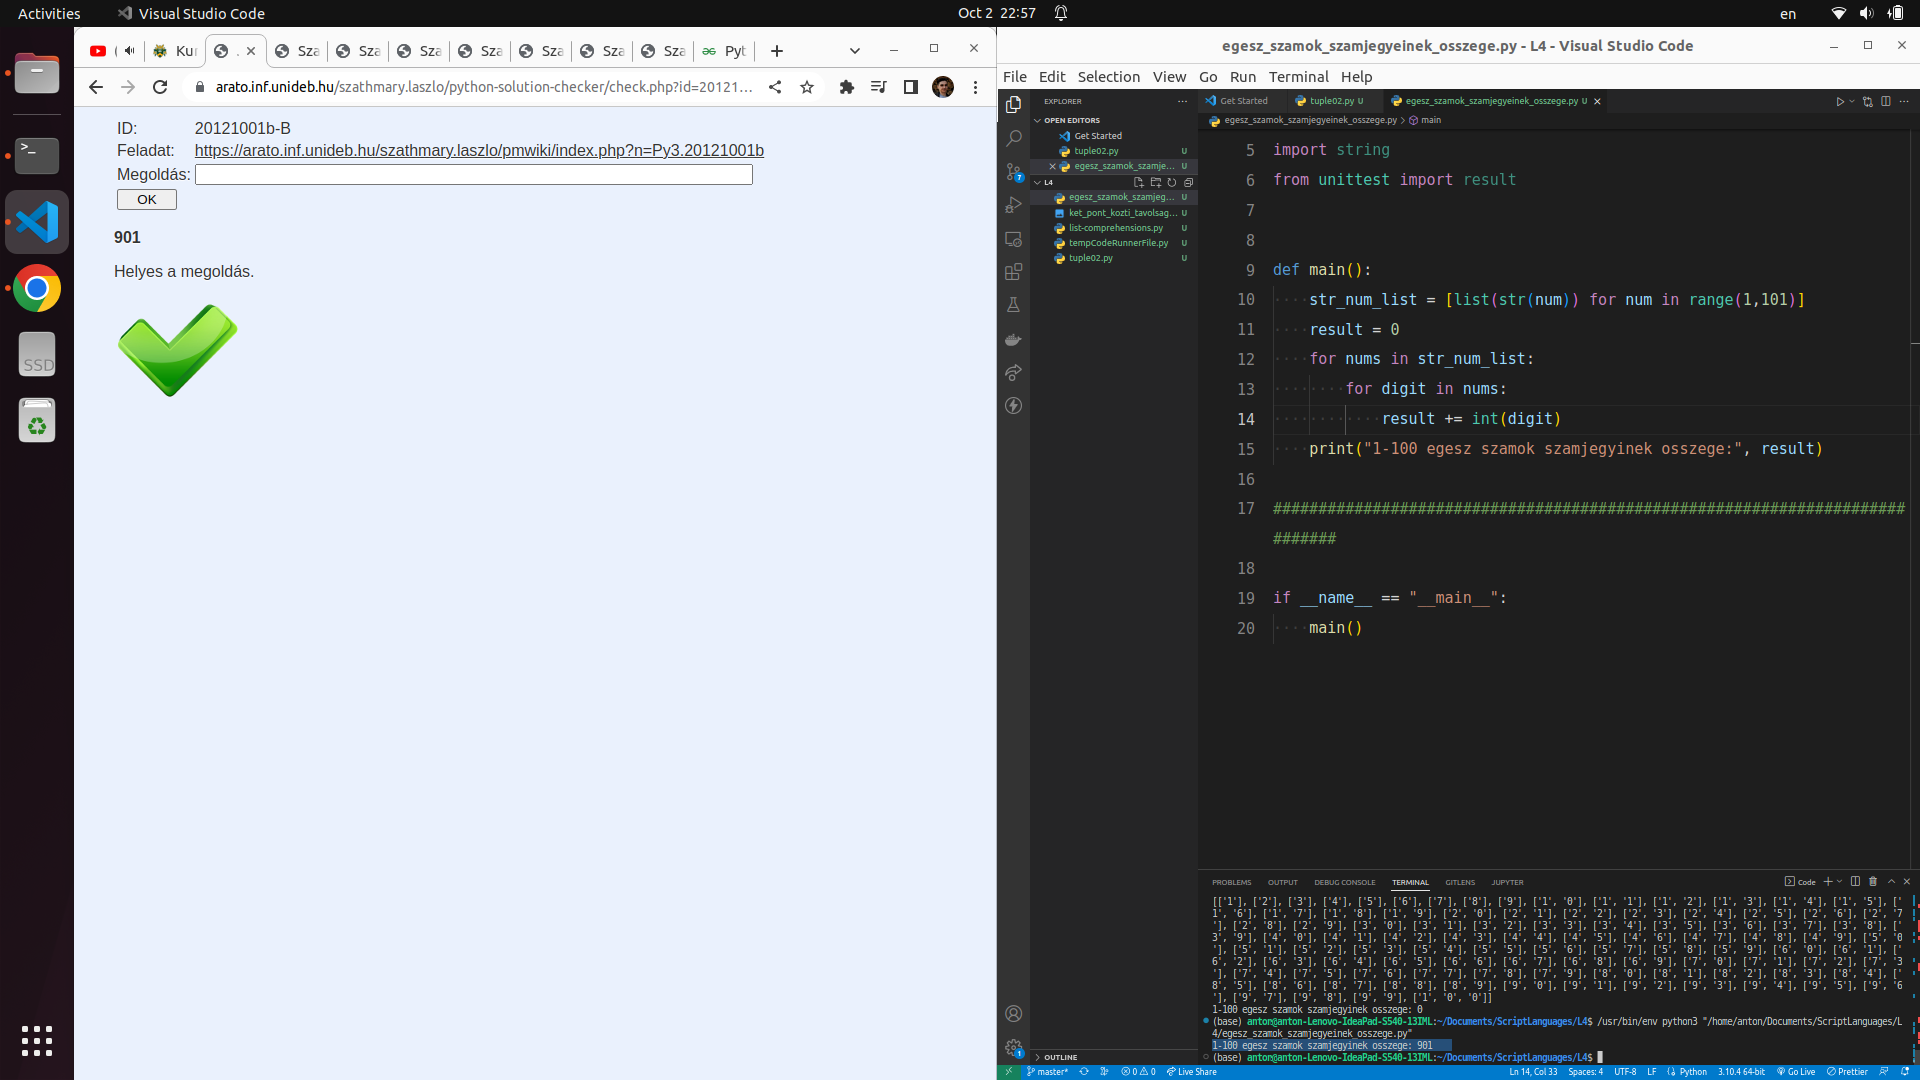 Activities
Visual Studio Code
Oct 2 22:57
en
Ku
Sza
Sza
Sza
Sza
Sza
Sza
Sza
Pyt
arato.inf.unideb.hu/szathmary.laszlo/python-solution-checker/check.php?id=20121…
ID: 20121001b-B
Feladat: https://arato.inf.unideb.hu/szathmary.laszlo/pmwiki/index.php?n=Py3.20121001b
Megoldás:
OK
901
Helyes a megoldás.
SSD
egesz_szamok_szamjegyeinek_osszege.py - L4 - Visual Studio Code
File Edit Selection View Go Run Terminal Help
EXPLORER
OPEN EDITORS
Get Started
tuple02.py U
egesz_szamok_szamje... U
L4
egesz_szamok_szamjeg... U
ket_pont_kozti_tavolsag... U
list-comprehensions.py U
tempCodeRunnerFile.py U
tuple02.py U
OUTLINE
Get Started
tuple02.py U
egesz_szamok_szamjegyeinek_osszege.py U
egesz_szamok_szamjegyeinek_osszege.py > main
5 import string
6 from unittest import result
7
8
9 def main():
10 str_num_list = [list(str(num)) for num in range(1,101)]
11 result = 0
12 for nums in str_num_list:
13 for digit in nums:
14 result += int(digit)
15 print("1-100 egesz szamok szamjegyinek osszege:", result)
16
17 ######################################################################
#######
18
19 if __name__ == "__main__":
20 main()
PROBLEMS OUTPUT DEBUG CONSOLE TERMINAL GITLENS JUPYTER
Code
[['1'], ['2'], ['3'], ['4'], ['5'], ['6'], ['7'], ['8'], ['9'], ['1', '0'], ['1', '1'], ['1', '2'], ['1', '3'], ['1', '4'], ['1', '5'], ['
1', '6'], ['1', '7'], ['1', '8'], ['1', '9'], ['2', '0'], ['2', '1'], ['2', '2'], ['2', '3'], ['2', '4'], ['2', '5'], ['2', '6'], ['2', '7
'], ['2', '8'], ['2', '9'], ['3', '0'], ['3', '1'], ['3', '2'], ['3', '3'], ['3', '4'], ['3', '5'], ['3', '6'], ['3', '7'], ['3', '8'], ['
3', '9'], ['4', '0'], ['4', '1'], ['4', '2'], ['4', '3'], ['4', '4'], ['4', '5'], ['4', '6'], ['4', '7'], ['4', '8'], ['4', '9'], ['5', '0
'], ['5', '1'], ['5', '2'], ['5', '3'], ['5', '4'], ['5', '5'], ['5', '6'], ['5', '7'], ['5', '8'], ['5', '9'], ['6', '0'], ['6', '1'], ['
6', '2'], ['6', '3'], ['6', '4'], ['6', '5'], ['6', '6'], ['6', '7'], ['6', '8'], ['6', '9'], ['7', '0'], ['7', '1'], ['7', '2'], ['7', '3
'], ['7', '4'], ['7', '5'], ['7', '6'], ['7', '7'], ['7', '8'], ['7', '9'], ['8', '0'], ['8', '1'], ['8', '2'], ['8', '3'], ['8', '4'], ['
8', '5'], ['8', '6'], ['8', '7'], ['8', '8'], ['8', '9'], ['9', '0'], ['9', '1'], ['9', '2'], ['9', '3'], ['9', '4'], ['9', '5'], ['9', '6
'], ['9', '7'], ['9', '8'], ['9', '9'], ['1', '0', '0']]
1-100 egesz szamok szamjegyinek osszege: 0
(base) anton@anton-Lenovo-IdeaPad-S540-13IML:~/Documents/ScriptLanguages/L4$ /usr/bin/env python3 "/home/anton/Documents/ScriptLanguages/L
4/egesz_szamok_szamjegyeinek_osszege.py"
1-100 egesz szamok szamjegyinek osszege: 901
(base) anton@anton-Lenovo-IdeaPad-S540-13IML:~/Documents/ScriptLanguages/L4$
master* 0 0 Live Share Ln 14, Col 33 Spaces: 4 UTF-8 LF Python 3.10.4 64-bit Go Live Prettier